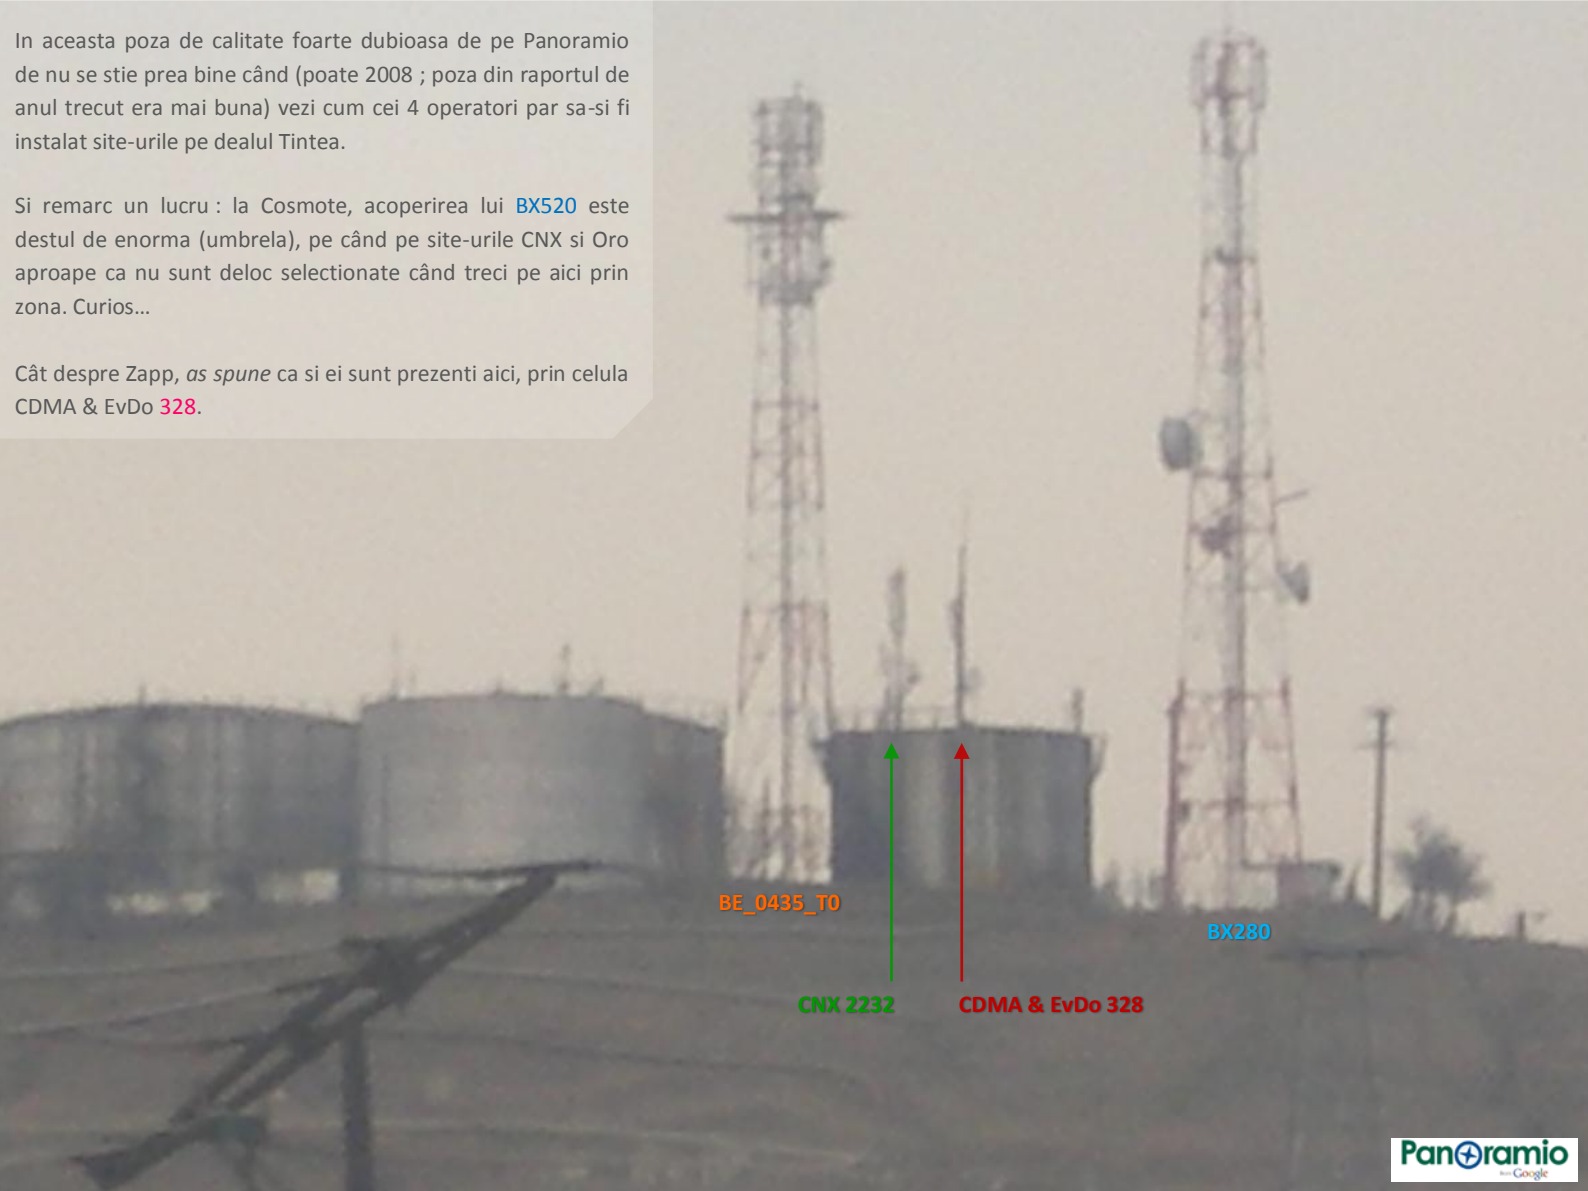 In aceasta poza de calitate foarte dubioasa de pe Panoramio
de nu se stie prea bine când (poate 2008 ; poza din raportul de
anul trecut era mai buna) vezi cum cei 4 operatori par sa-si fi
instalat site-urile pe dealul Tintea.
Si remarc un lucru : la Cosmote, acoperirea lui BX520 este
destul de enorma (umbrela), pe când pe site-urile CNX si Oro
aproape ca nu sunt deloc selectionate când treci pe aici prin
zona. Curios...
Cât despre Zapp, as spune ca si ei sunt prezenti aici, prin celula
CDMA & EvDo 328.
BE_0435_T0
BX280
CNX 2232
CDMA & EvDo 328
Panoramio
from Google